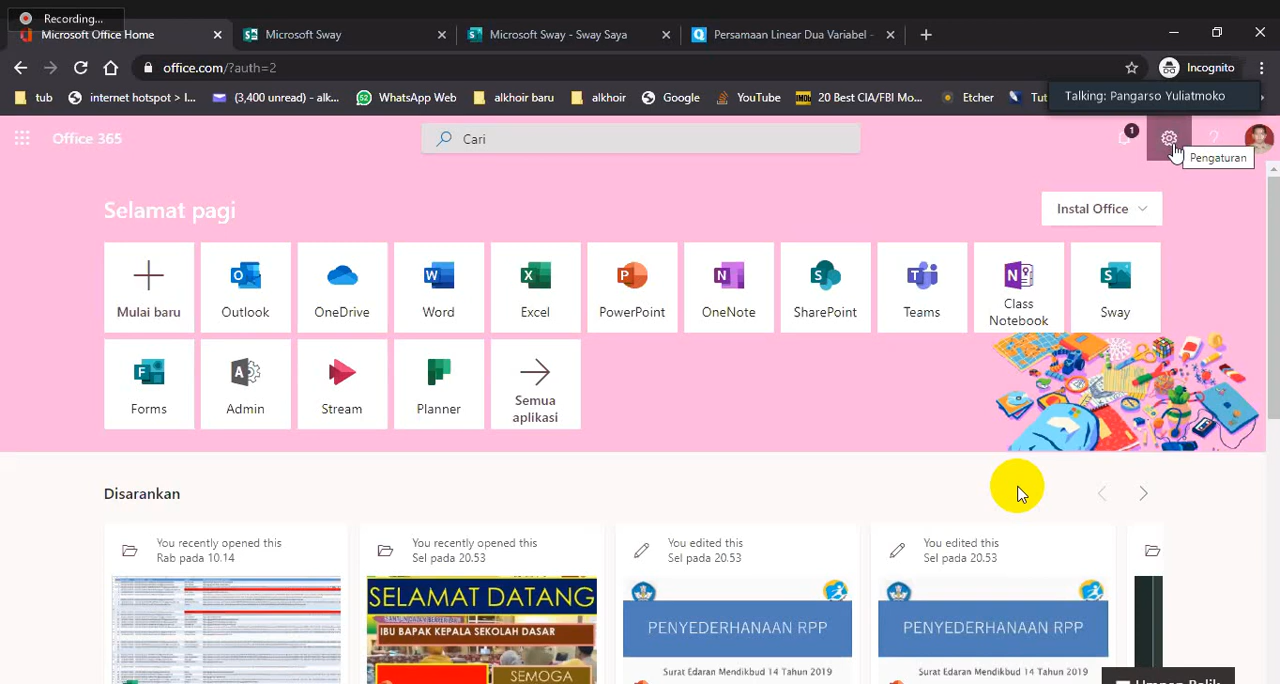 Recording...
Microsoft Office Home
Microsoft Sway
Microsoft Sway - Sway Saya
Persamaan Linear Dua Variabel -
office.com/?auth=2
Incognito
tub
internet hotspot > I...
(3,400 unread) - alk...
WhatsApp Web
alkhoir baru
alkhoir
Google
YouTube
20 Best CIA/FBI Mo...
Etcher
Tut
Talking: Pangarso Yuliatmoko
Office 365
Cari
1
Pengaturan
Selamat pagi
Instal Office
Mulai baru
Outlook
OneDrive
Word
Excel
PowerPoint
OneNote
SharePoint
Teams
Class Notebook
Sway
Forms
Admin
Stream
Planner
Semua aplikasi
Disarankan
You recently opened this
Rab pada 10.14
You recently opened this
Sel pada 20.53
You edited this
Sel pada 20.53
You edited this
Sel pada 20.53
SELAMAT DATANG
IBU BAPAK KEPALA SEKOLAH DASAR
SEMOGA
PENYEDERHANAAN RPP
Surat Edaran Mendikbud 14 Tahun 2019
PENYEDERHANAAN RPP
Surat Edaran Mendikbud 14 Tahun 2019
Umpan Balik